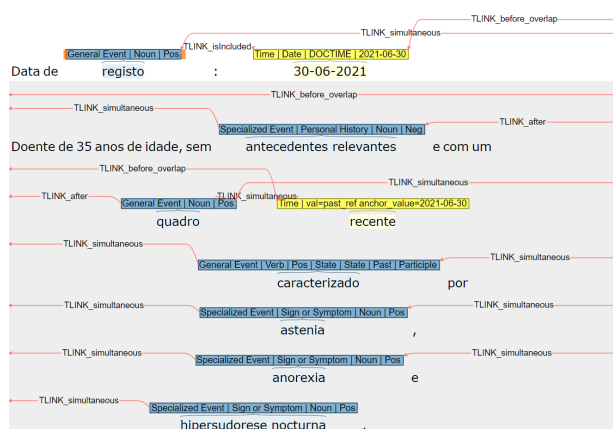 TLINK_before_overlap
TLINK_simultaneous
TLINK_isIncluded
General Event | Noun | Pos Time | Date | DOCTIME | 2021-06-30
Data de registo : 30-06-2021
TLINK_before_overlap
TLINK_simultaneous
TLINK_after
Specialized Event | Personal History | Noun | Neg
Doente de 35 anos de idade, sem antecedentes relevantes e com um
TLINK_before_overlap
TLINK_simultaneous
TLINK_after TLINK_simultaneous
General Event | Noun | Pos Time | val=past_ref anchor_value=2021-06-30
quadro recente
TLINK_simultaneous TLINK_simultaneous
General Event | Verb | Pos | State | State | Past | Participle
caracterizado por
TLINK_simultaneous TLINK_simultaneous
Specialized Event | Sign or Symptom | Noun | Pos
astenia ,
TLINK_simultaneous TLINK_simultaneous
Specialized Event | Sign or Symptom | Noun | Pos
anorexia e
TLINK_simultaneous
Specialized Event | Sign or Symptom | Noun | Pos
hipersudorese nocturna .